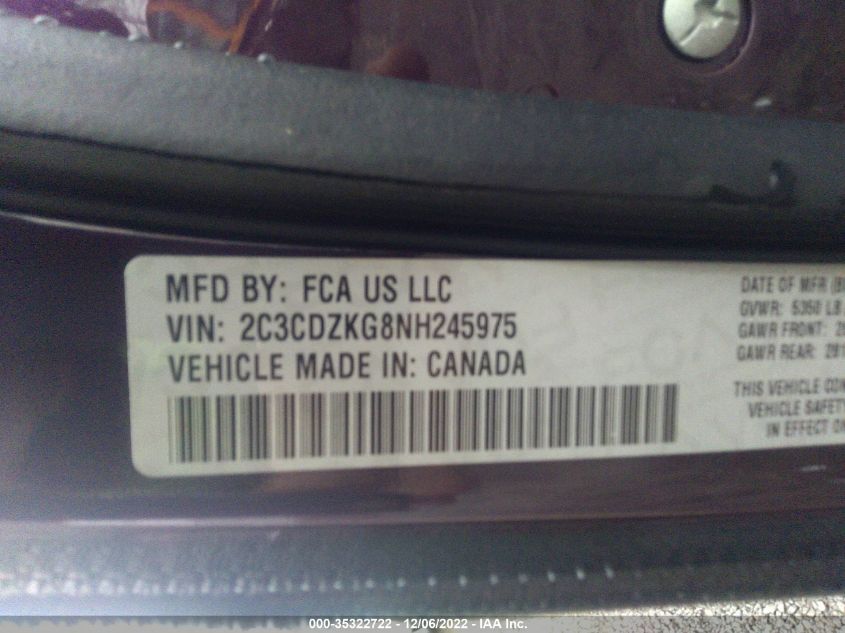 MFD BY: FCA US LLC
VIN: 2C3CDZKG8NH245975
VEHICLE MADE IN: CANADA
DATE OF MFR
GVWR: 5350 LB
GAWR FRONT:
GAWR REAR:
THIS VEHICLE
VEHICLE SAFETY
IN EFFECT
000-35322722 - 12/06/2022 - IAA Inc.